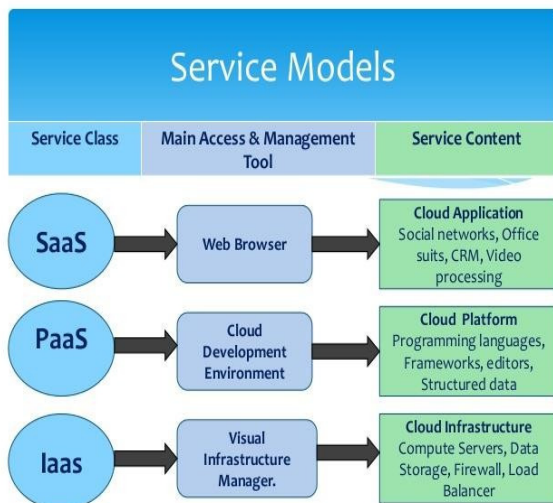 Service Models
Service Class
Main Access & Management
Tool
Service Content
SaaS
Web Browser
Cloud Application
Social networks, Office
suits, CRM, Video
processing
PaaS
Cloud
Development
Environment
Cloud Platform
Programming languages,
Frameworks, editors,
Structured data
Iaas
Visual
Infrastructure
Manager.
Cloud Infrastructure
Compute Servers, Data
Storage, Firewall, Load
Balancer